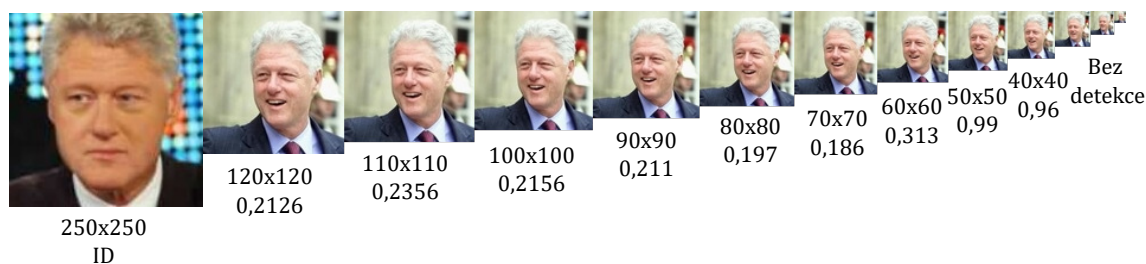 250x250
ID
120x120
0,2126
110x110
0,2356
100x100
0,2156
90x90
0,211
80x80
0,197
70x70
0,186
60x60
0,313
50x50
0,99
40x40
0,96
Bez
detekce